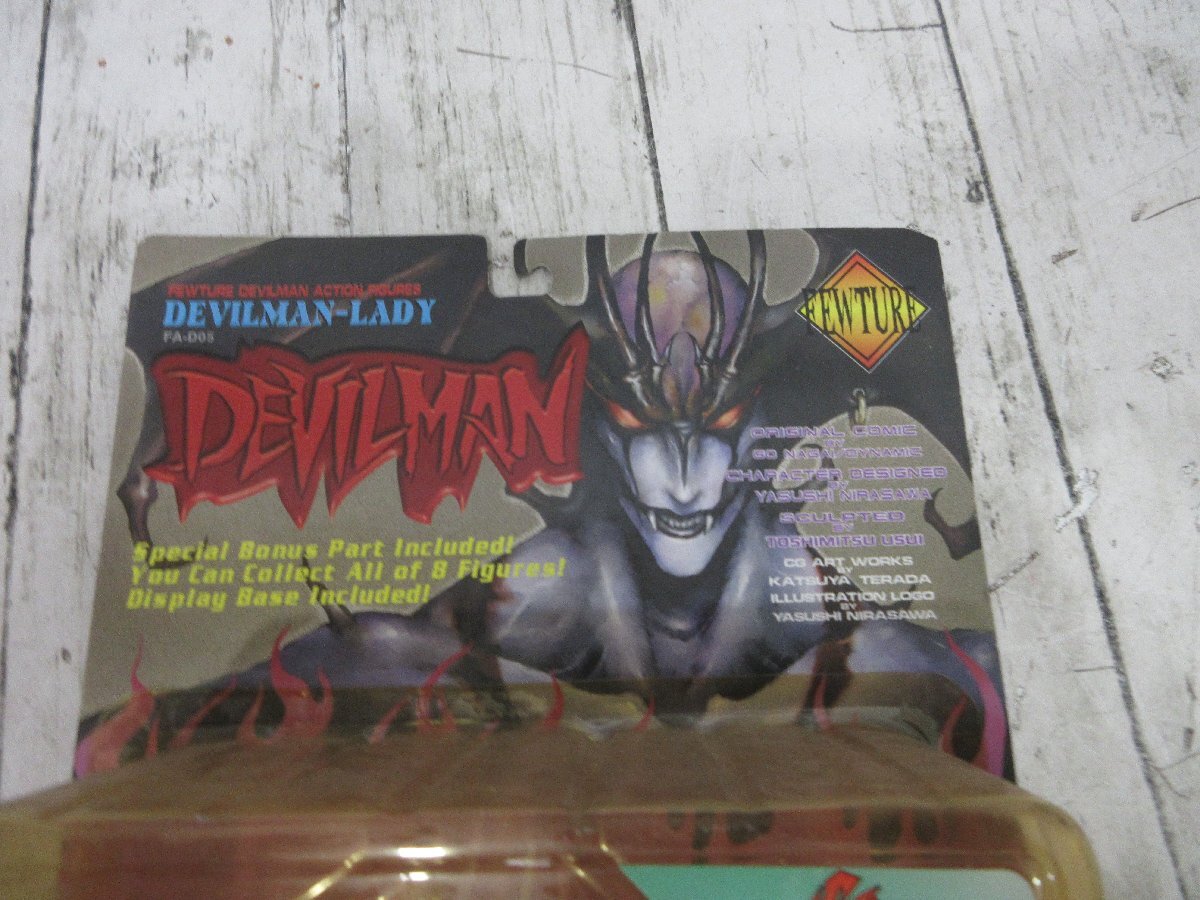 FEWTURE DEVILMAN ACTION FIGURES
DEVILMAN-LADY
FA-D05
DEVILMAN
Special Bonus Part Included!
You Can Collect All of 8 Figures!
Display Base Included!
FEWTURE
ORIGINAL COMIC
BY
GO NAGAI/DYNAMIC
CHARACTER DESIGNED
BY
YASUSHI NIRASAWA
SCULPTED
BY
TOSHIMITSU USUI
CG ART WORKS
BY
KATSUYA TERADA
ILLUSTRATION LOGO
BY
YASUSHI NIRASAWA